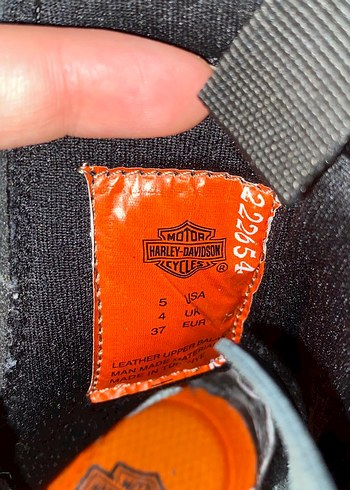 MOTOR
HARLEY-DAVIDSON
CYCLES
®
222654
5 USA
4 UK
37 EUR
LEATHER UPPER
MAN MADE
MADE IN